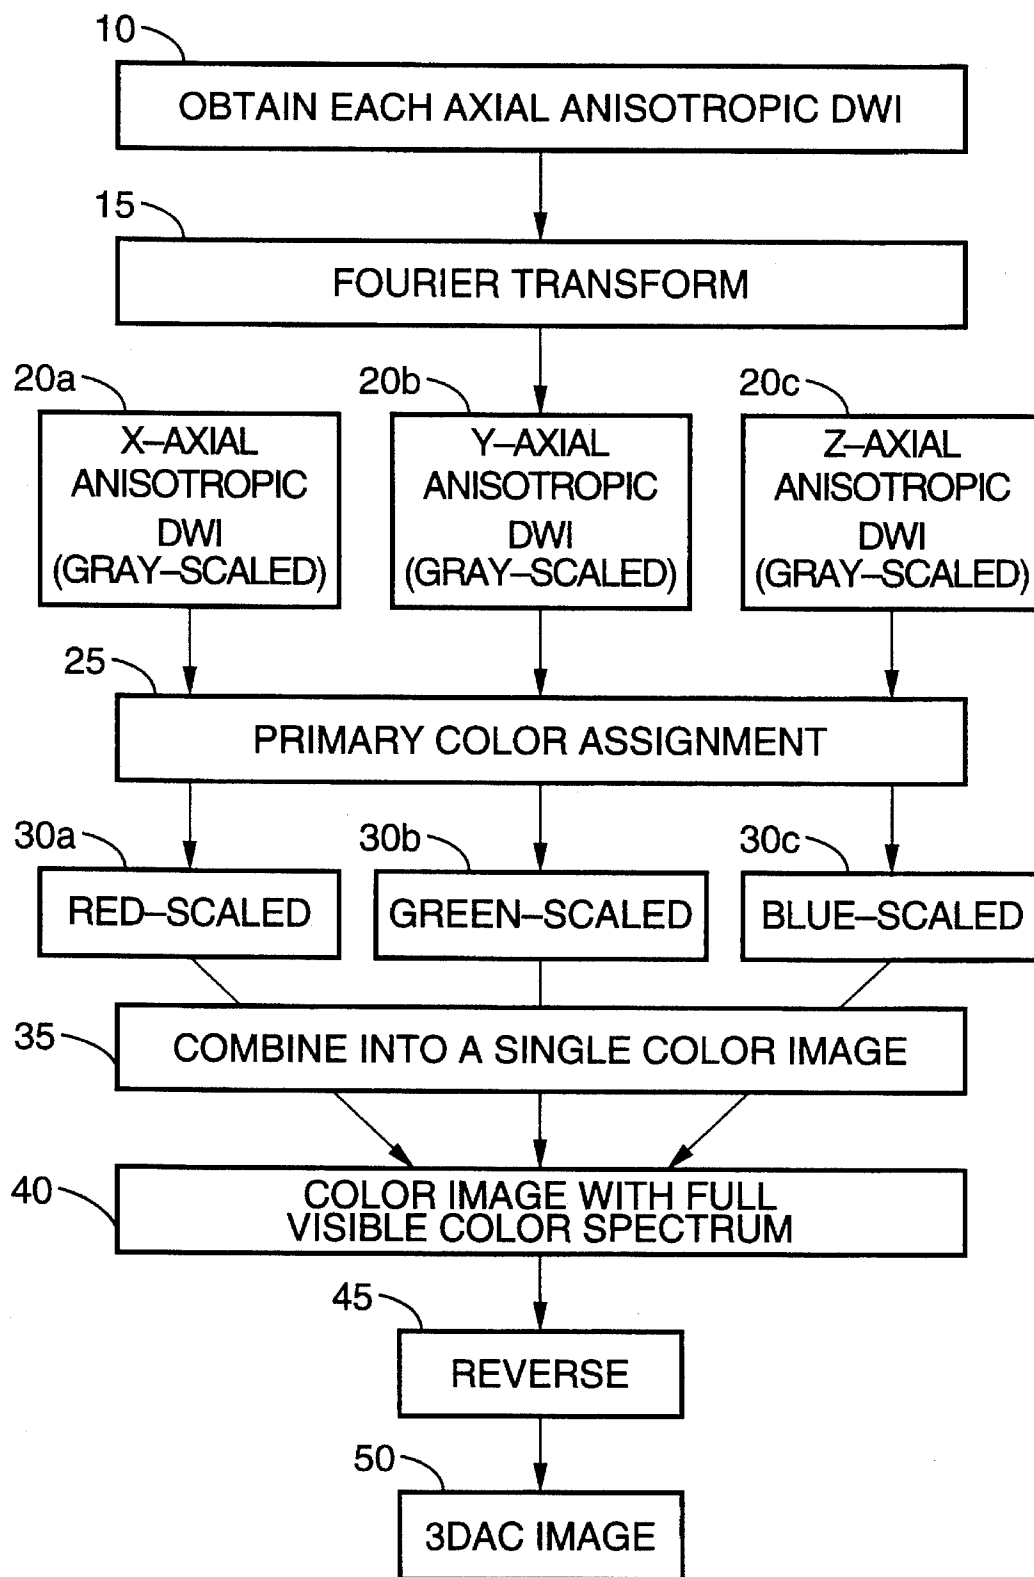 10
OBTAIN EACH AXIAL ANISOTROPIC DWI
15
FOURIER TRANSFORM
20a
X–AXIAL
ANISOTROPIC
DWI
(GRAY–SCALED)
20b
Y–AXIAL
ANISOTROPIC
DWI
(GRAY–SCALED)
20c
Z–AXIAL
ANISOTROPIC
DWI
(GRAY–SCALED)
25
PRIMARY COLOR ASSIGNMENT
30a
RED–SCALED
30b
GREEN–SCALED
30c
BLUE–SCALED
35
COMBINE INTO A SINGLE COLOR IMAGE
40
COLOR IMAGE WITH FULL
VISIBLE COLOR SPECTRUM
45
REVERSE
50
3DAC IMAGE